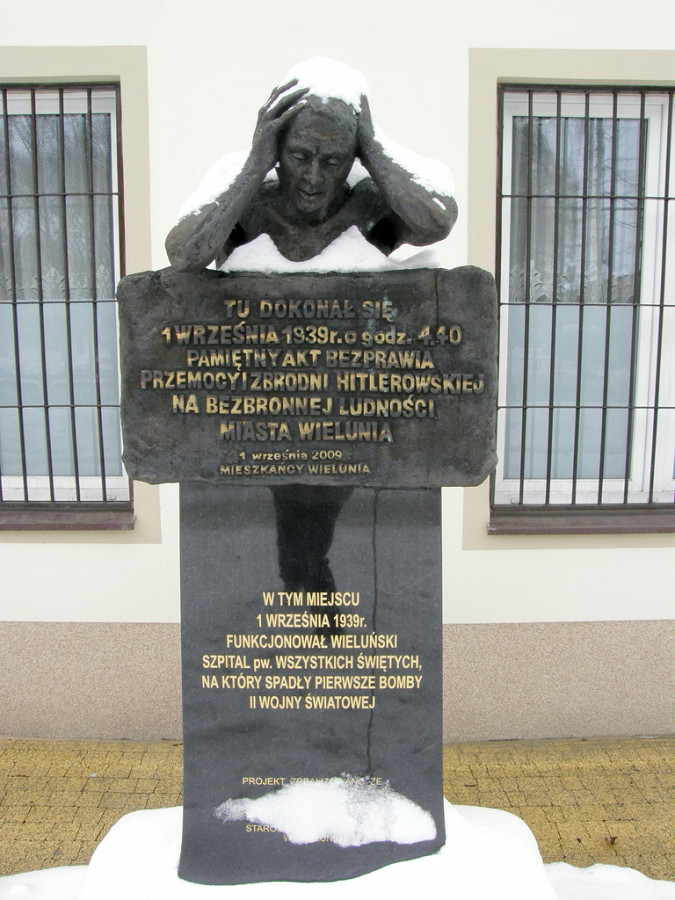 TU DOKONAŁ SIĘ
1 WRZEŚNIA 1939r. o godz. 4.40
PAMIĘTNY AKT BEZPRAWIA
PRZEMOCY I ZBRODNI HITLEROWSKIEJ
NA BEZBRONNEJ LUDNOŚCI
MIASTA WIELUNIA
1 września 2009
MIESZKAŃCY WIELUNIA
W TYM MIEJSCU
1 WRZEŚNIA 1939r.
FUNKCJONOWAŁ WIELUŃSKI
SZPITAL pw. WSZYSTKICH ŚWIĘTYCH,
NA KTÓRY SPADŁY PIERWSZE BOMBY
II WOJNY ŚWIATOWEJ
PROJEKT ZREALIZOWANO ZE